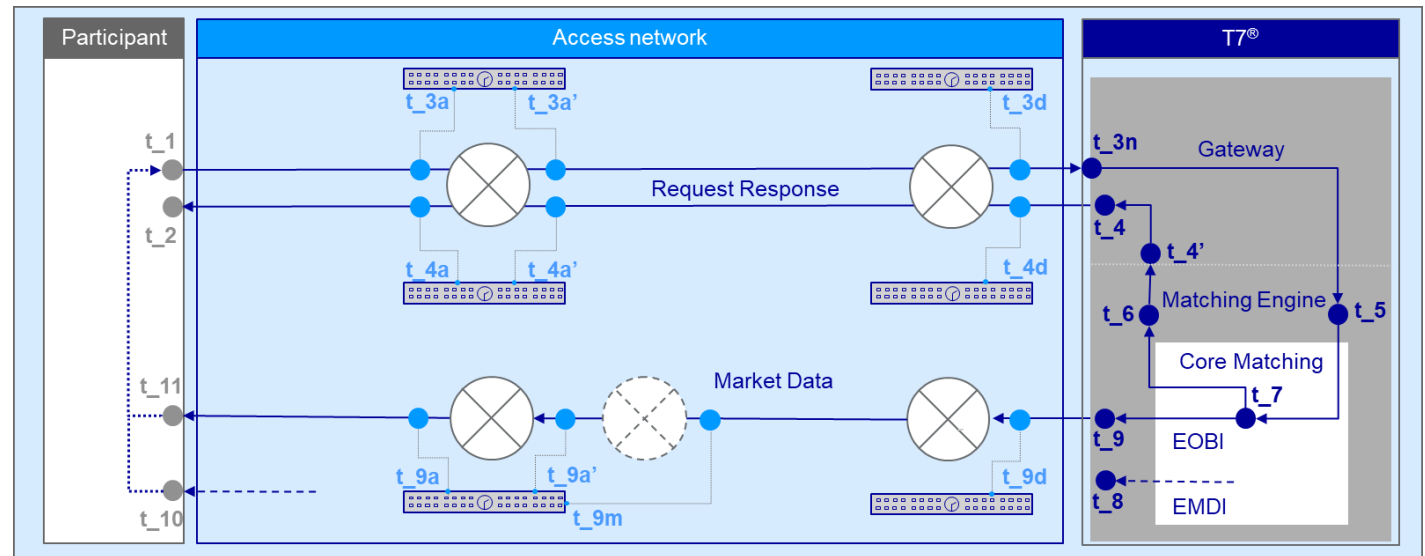 Participant
Access network
T7®
t_3a
t_3a’
t_3d
t_1
t_3n
Gateway
Request Response
t_2
t_4
t_4’
t_4a
t_4a’
t_4d
Matching Engine
t_6
t_5
Core Matching
Market Data
t_11
t_7
t_9
EOBI
t_9a
t_9a’
t_9d
t_8
t_10
t_9m
EMDI